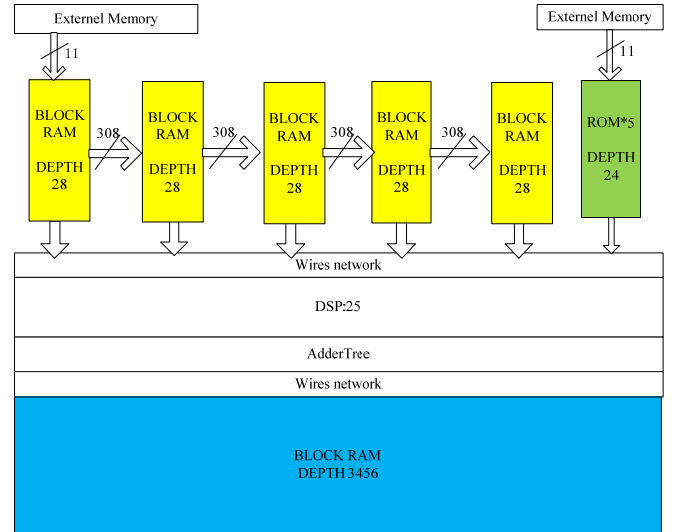 Externel Memory
Externel Memory
11
11
BLOCK
RAM
DEPTH
28
308
BLOCK
RAM
DEPTH
28
308
BLOCK
RAM
DEPTH
28
308
BLOCK
RAM
DEPTH
28
308
BLOCK
RAM
DEPTH
28
ROM*5
DEPTH
24
Wires network
DSP:25
AdderTree
Wires network
BLOCK RAM
DEPTH 3456